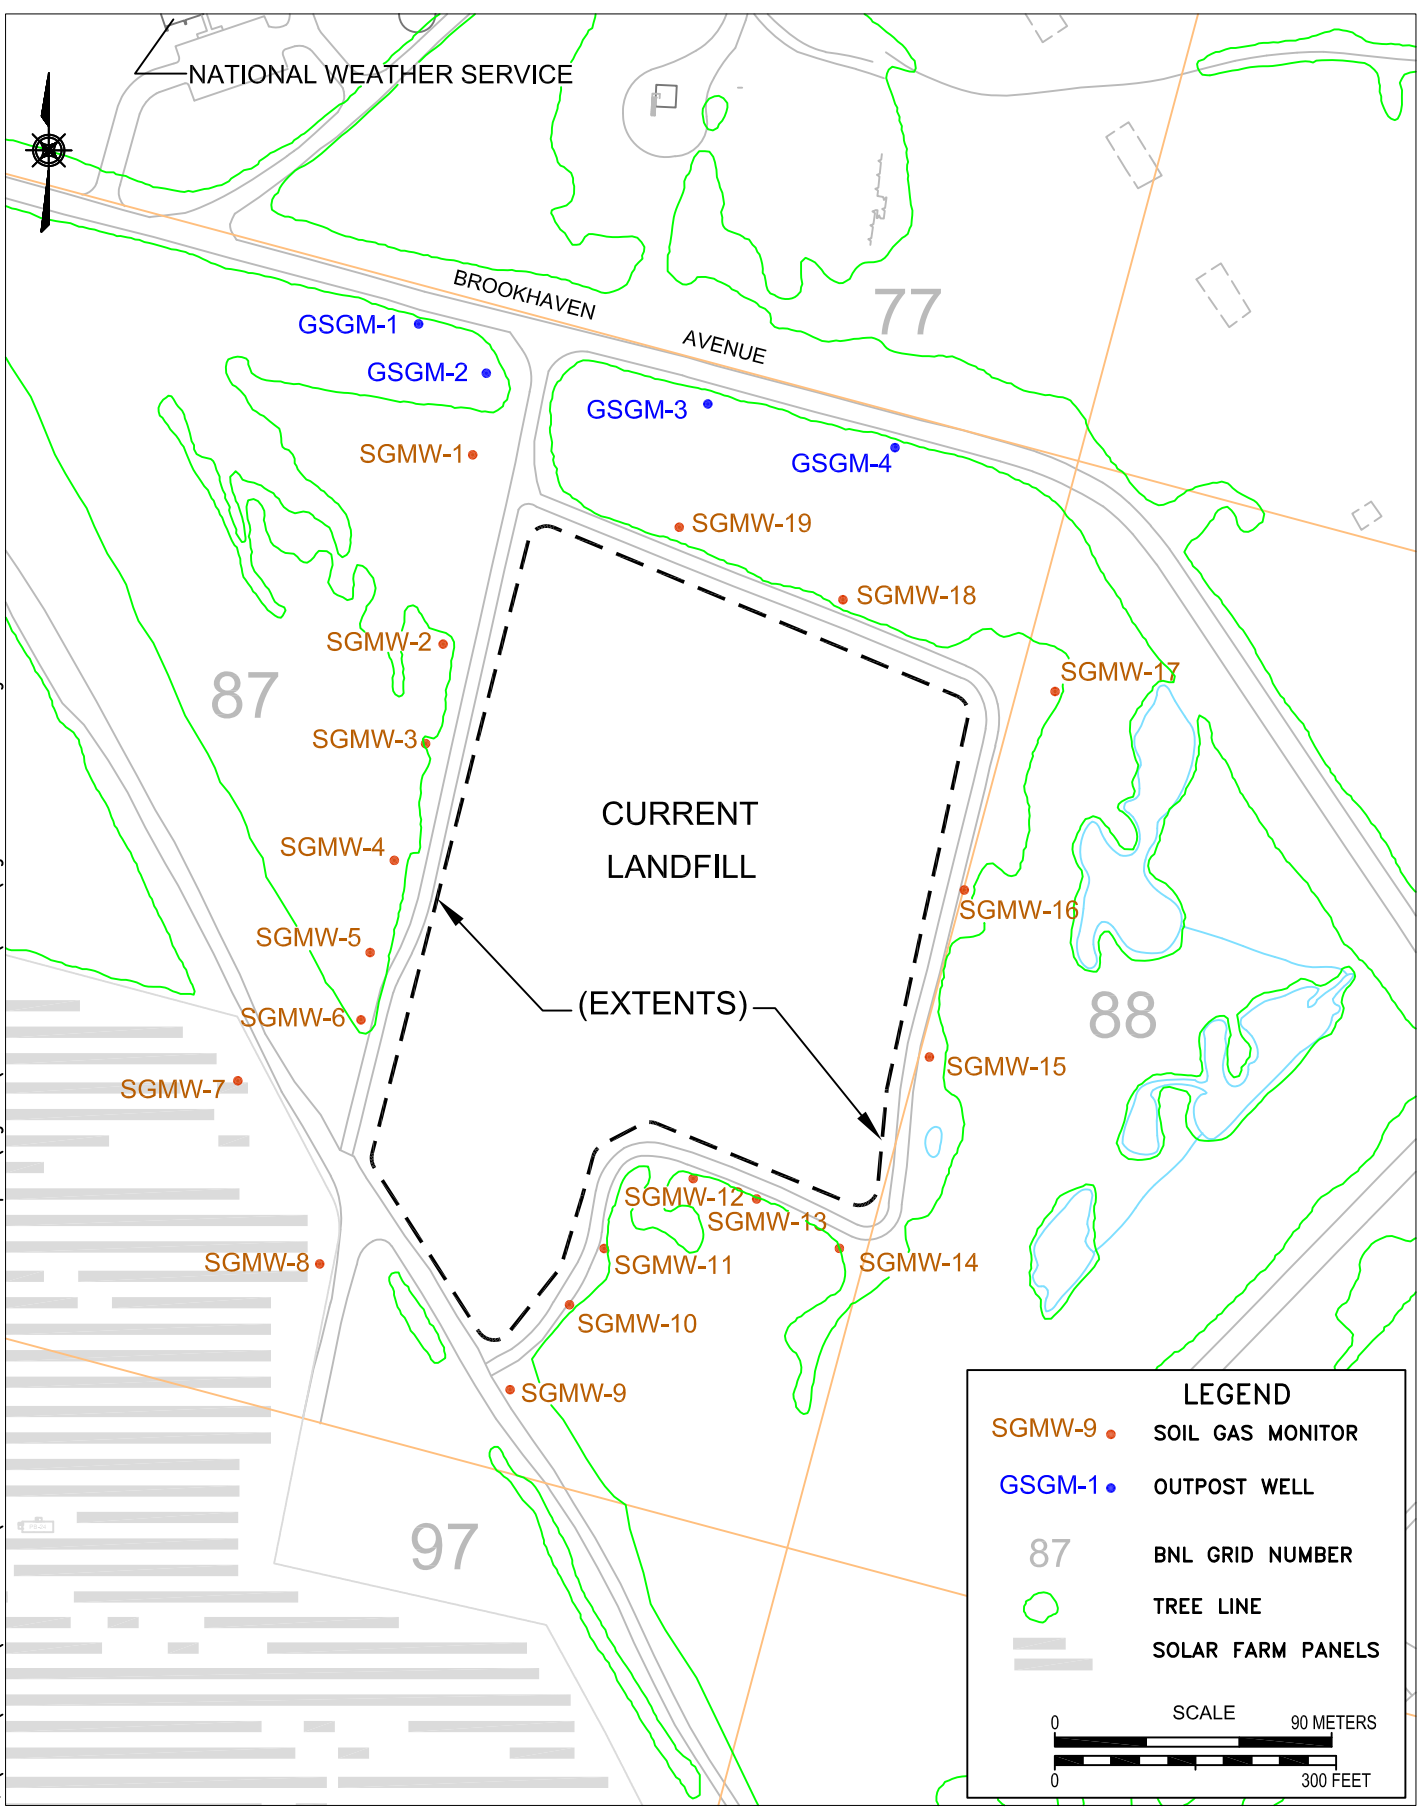 NATIONAL WEATHER SERVICE
BROOKHAVEN
AVENUE
77
GSGM-1
GSGM-2
GSGM-3
GSGM-4
SGMW-1
SGMW-19
SGMW-18
SGMW-2
SGMW-17
87
SGMW-3
CURRENT
LANDFILL
SGMW-4
SGMW-16
SGMW-5
(EXTENTS)
88
SGMW-6
SGMW-15
SGMW-7
SGMW-12
SGMW-13
SGMW-8
SGMW-11
SGMW-14
SGMW-10
SGMW-9
97
LEGEND
SGMW-9 SOIL GAS MONITOR
GSGM-1 OUTPOST WELL
87 BNL GRID NUMBER
TREE LINE
SOLAR FARM PANELS
SCALE
0 90 METERS
0 300 FEET